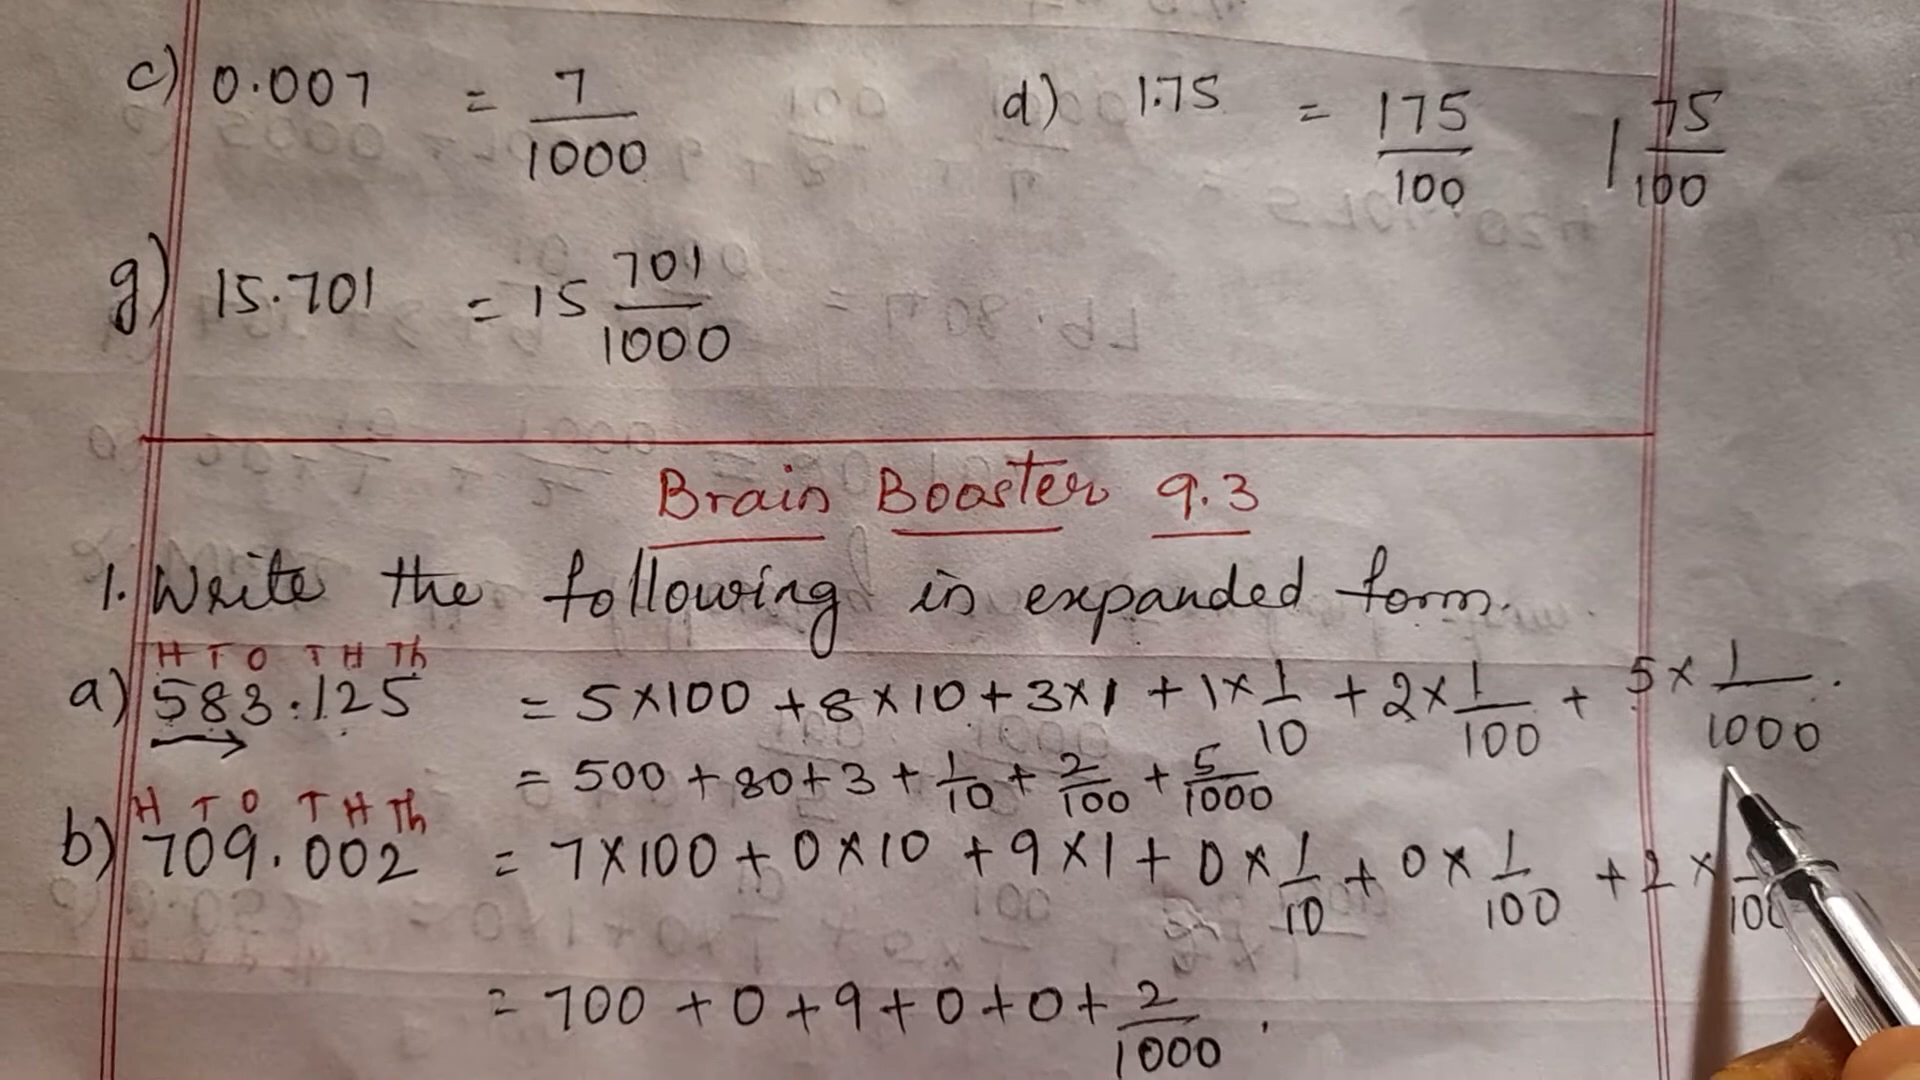 c) 0.007 = 7/1000 d) 1.75 = 175/100 1 75/100
g) 15.701 = 15 701/1000
Brain Booster 9.3
1. Write the following in expanded form.
H T O T H Th
a) 583.125 = 5×100 + 8×10 + 3×1 + 1×1/10 + 2×1/100 + 5×1/1000.
= 500 + 80 + 3 + 1/10 + 2/100 + 5/1000
H T O T H Th
b) 709.002 = 7×100 + 0×10 + 9×1 + 0×1/10 + 0×1/100 + 2×
= 700 + 0 + 9 + 0 + 0 + 2/1000.